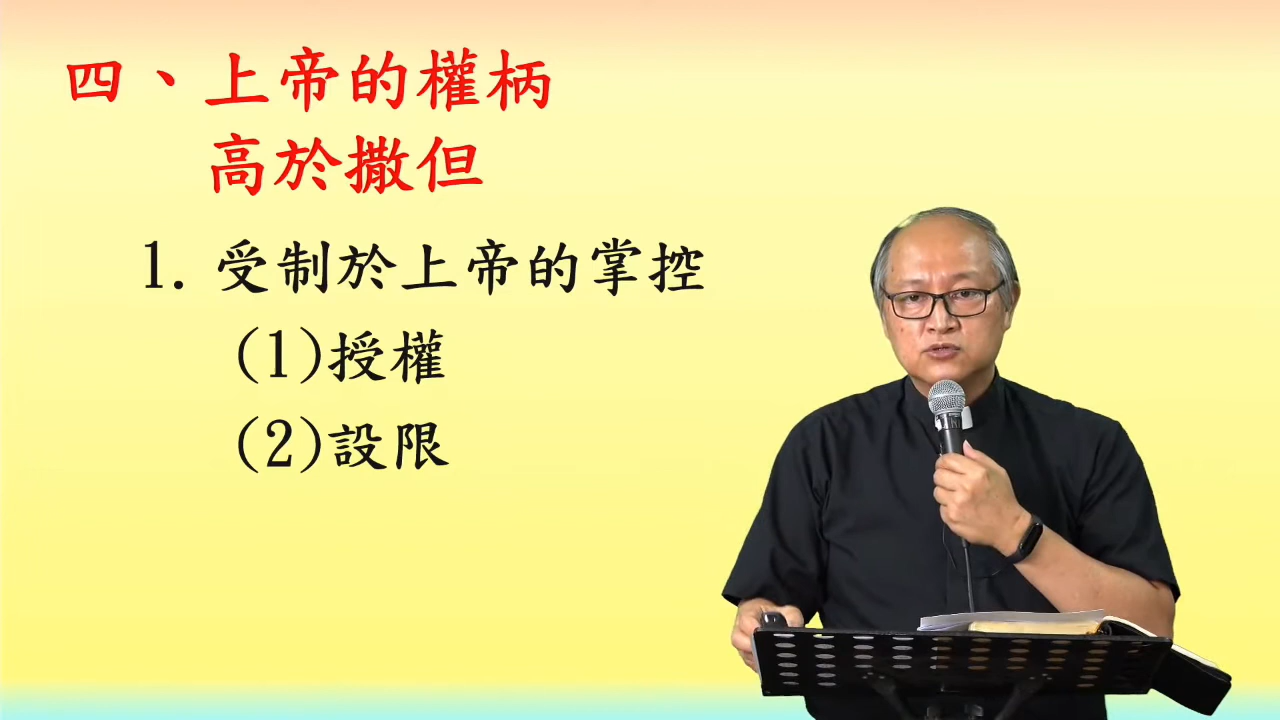 四、上帝的權柄
高於撒但
1. 受制於上帝的掌控
(1)授權
(2)設限